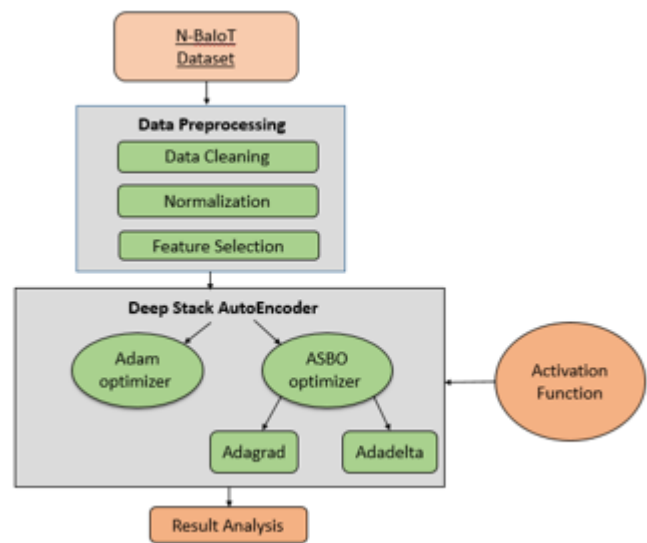 N-BaIoT
Dataset
Data Preprocessing
Data Cleaning
Normalization
Feature Selection
Deep Stack AutoEncoder
Adam
optimizer
ASBO
optimizer
Activation
Function
Adagrad
Adadelta
Result Analysis